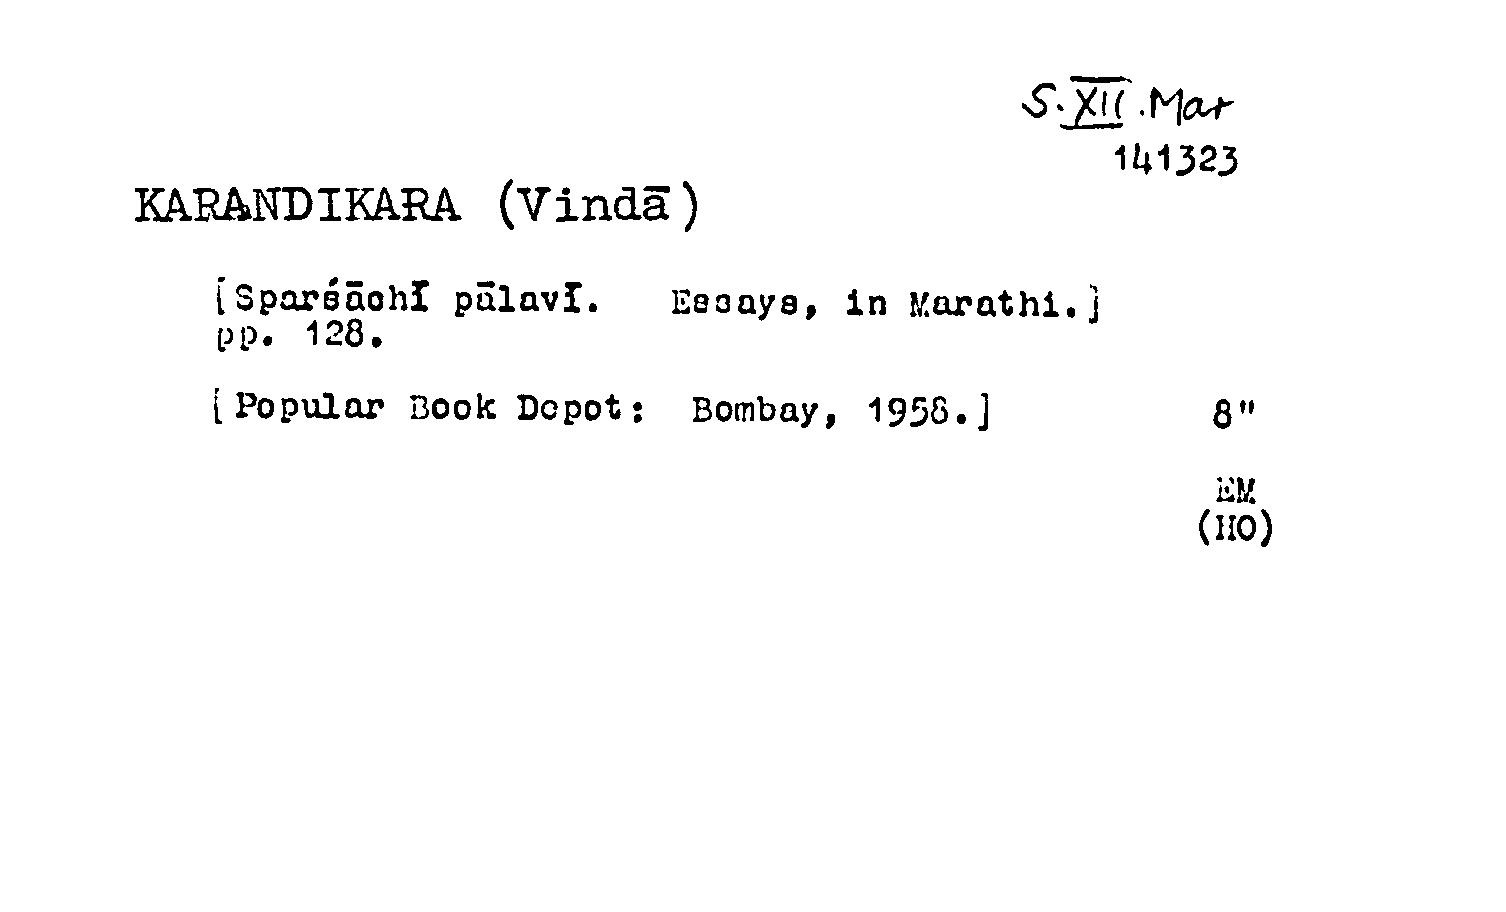 S.XII.Mar
141323
KARANDIKARA (Vindā)
[Sparśāchī pālavī. Essays, in Marathi.]
pp. 128.
[Popular Book Depot: Bombay, 1958.] 8"
EM
(HO)